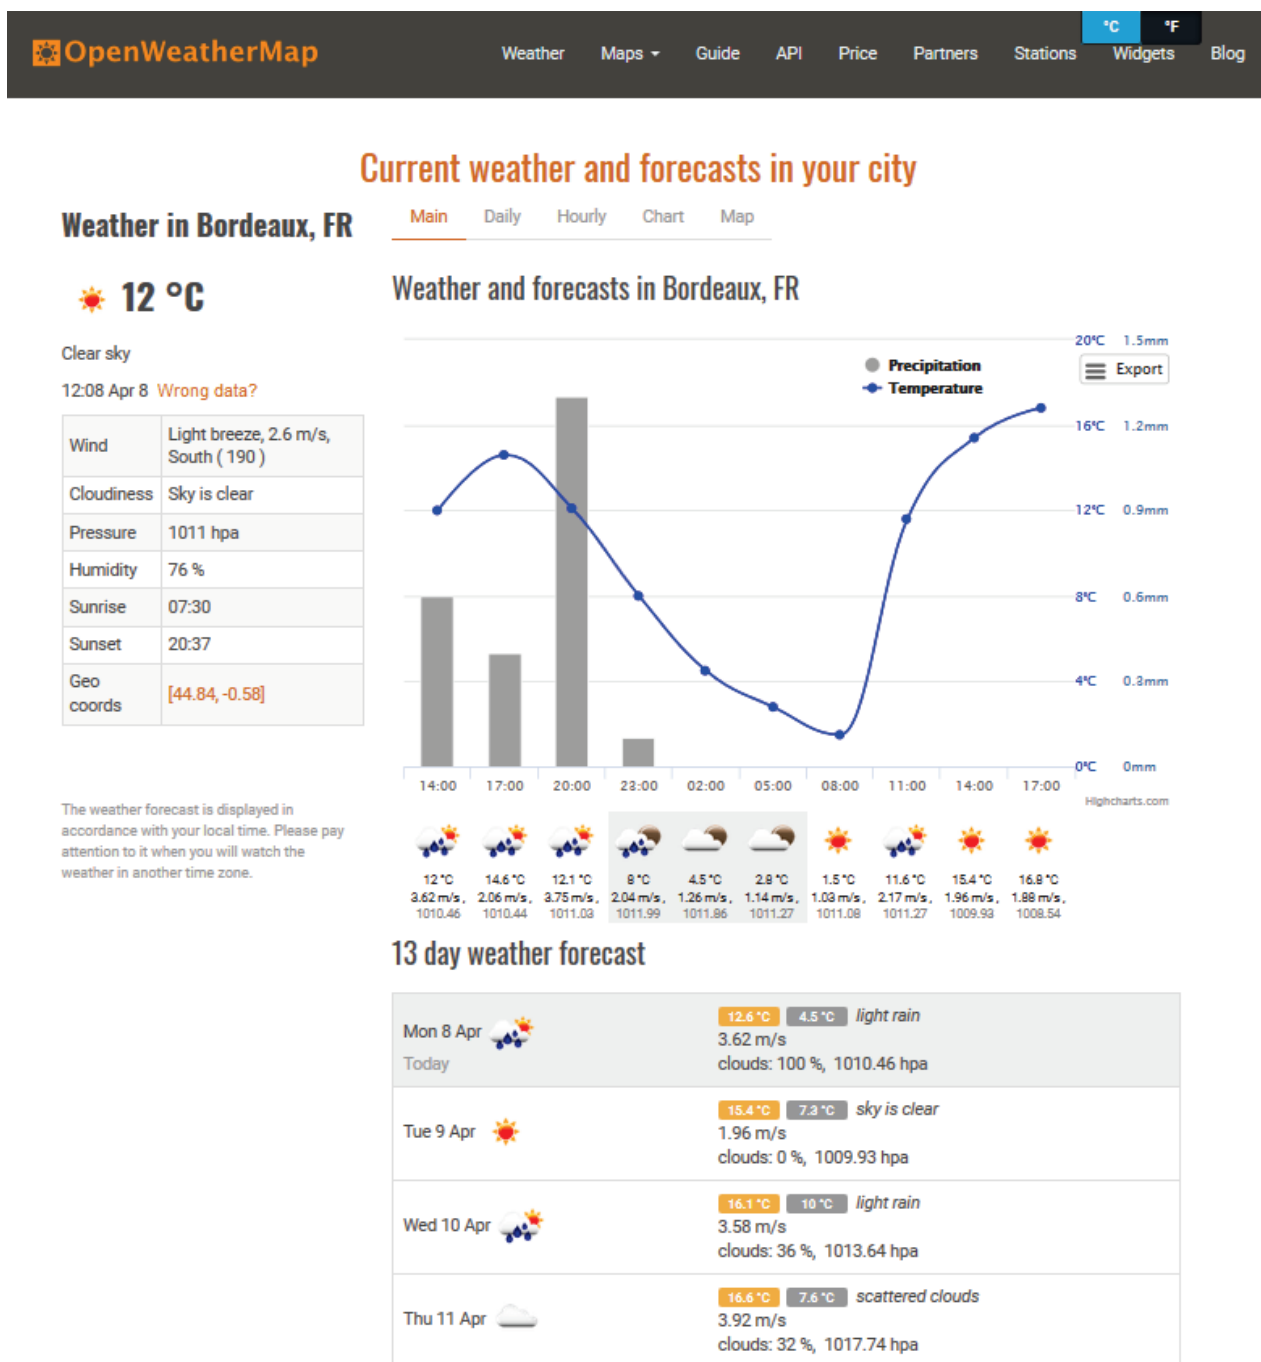 °C °F
OpenWeatherMap Weather Maps Guide API Price Partners Stations Widgets Blog
Current weather and forecasts in your city
Weather in Bordeaux, FR
12 °C
Clear sky
12:08 Apr 8 Wrong data?
Wind Light breeze, 2.6 m/s,
South ( 190 )
Cloudiness Sky is clear
Pressure 1011 hpa
Humidity 76 %
Sunrise 07:30
Sunset 20:37
Geo
coords [44.84, -0.58]
The weather forecast is displayed in
accordance with your local time. Please pay
attention to it when you will watch the
weather in another time zone.
Main Daily Hourly Chart Map
Weather and forecasts in Bordeaux, FR
20°C 1.5mm
Precipitation
Temperature
Export
16°C 1.2mm
12°C 0.9mm
8°C 0.6mm
4°C 0.3mm
0°C 0mm
14:00 17:00 20:00 23:00 02:00 05:00 08:00 11:00 14:00 17:00
Highcharts.com
12 °C 14.6 °C 12.1 °C 8 °C 4.5 °C 2.8 °C 1.5 °C 11.6 °C 15.4 °C 16.8 °C
3.62 m/s, 2.06 m/s, 3.75 m/s, 2.04 m/s, 1.26 m/s, 1.14 m/s, 1.03 m/s, 2.17 m/s, 1.96 m/s, 1.88 m/s,
1010.46 1010.44 1011.03 1011.99 1011.86 1011.27 1011.08 1011.27 1009.93 1008.54
13 day weather forecast
Mon 8 Apr
Today
12.6 °C 4.5 °C light rain
3.62 m/s
clouds: 100 %, 1010.46 hpa
Tue 9 Apr
15.4 °C 7.3 °C sky is clear
1.96 m/s
clouds: 0 %, 1009.93 hpa
Wed 10 Apr
16.1 °C 10 °C light rain
3.58 m/s
clouds: 36 %, 1013.64 hpa
Thu 11 Apr
16.6 °C 7.6 °C scattered clouds
3.92 m/s
clouds: 32 %, 1017.74 hpa